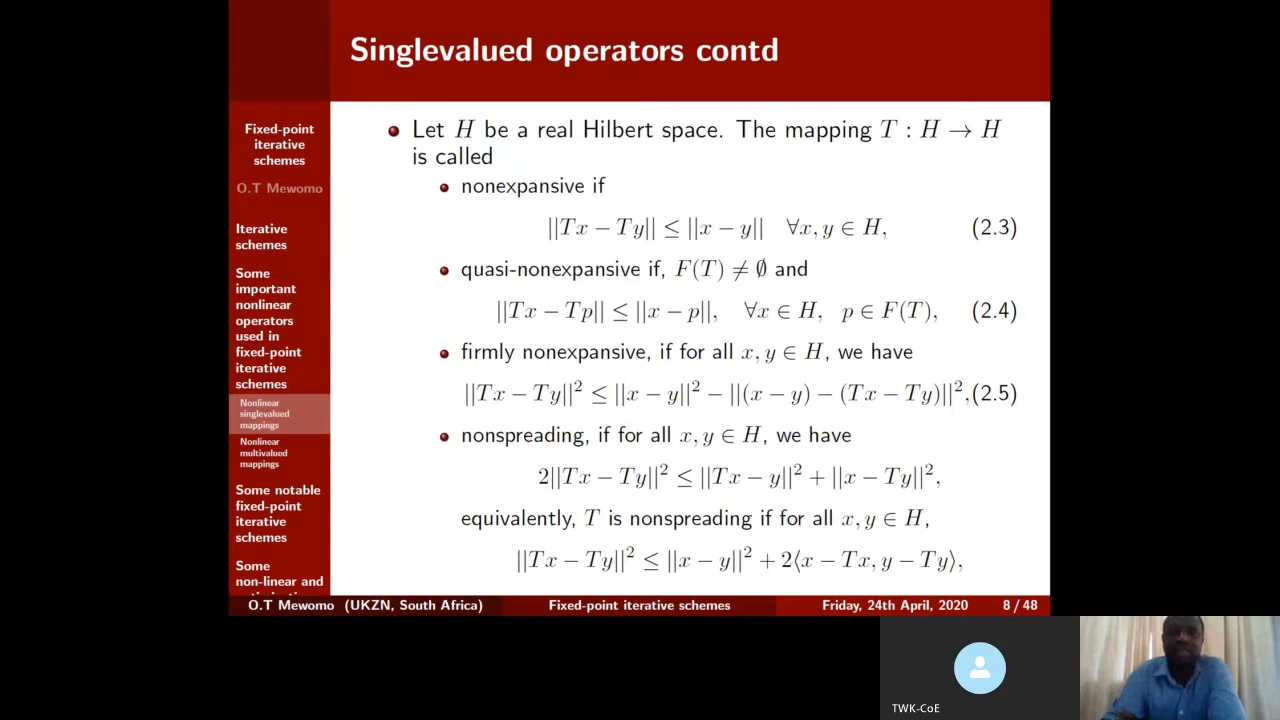 Singlevalued operators contd
Fixed-point
iterative
schemes
O.T Mewomo
Iterative
schemes
Some
important
nonlinear
operators
used in
fixed-point
iterative
schemes
Nonlinear
singlevalued
mappings
Nonlinear
multivalued
mappings
Some notable
fixed-point
iterative
schemes
Some
non-linear and
Let H be a real Hilbert space. The mapping T : H → H
is called
nonexpansive if
||Tx − Ty|| ≤ ||x − y|| ∀x, y ∈ H, (2.3)
quasi-nonexpansive if, F(T) ≠ ∅ and
||Tx − Tp|| ≤ ||x − p||, ∀x ∈ H, p ∈ F(T), (2.4)
firmly nonexpansive, if for all x, y ∈ H, we have
||Tx − Ty||² ≤ ||x − y||² − ||(x − y) − (Tx − Ty)||²,(2.5)
nonspreading, if for all x, y ∈ H, we have
2||Tx − Ty||² ≤ ||Tx − y||² + ||x − Ty||²,
equivalently, T is nonspreading if for all x, y ∈ H,
||Tx − Ty||² ≤ ||x − y||² + 2⟨x − Tx, y − Ty⟩,
O.T Mewomo (UKZN, South Africa) Fixed-point iterative schemes Friday, 24th April, 2020 8 / 48
TWK-CoE